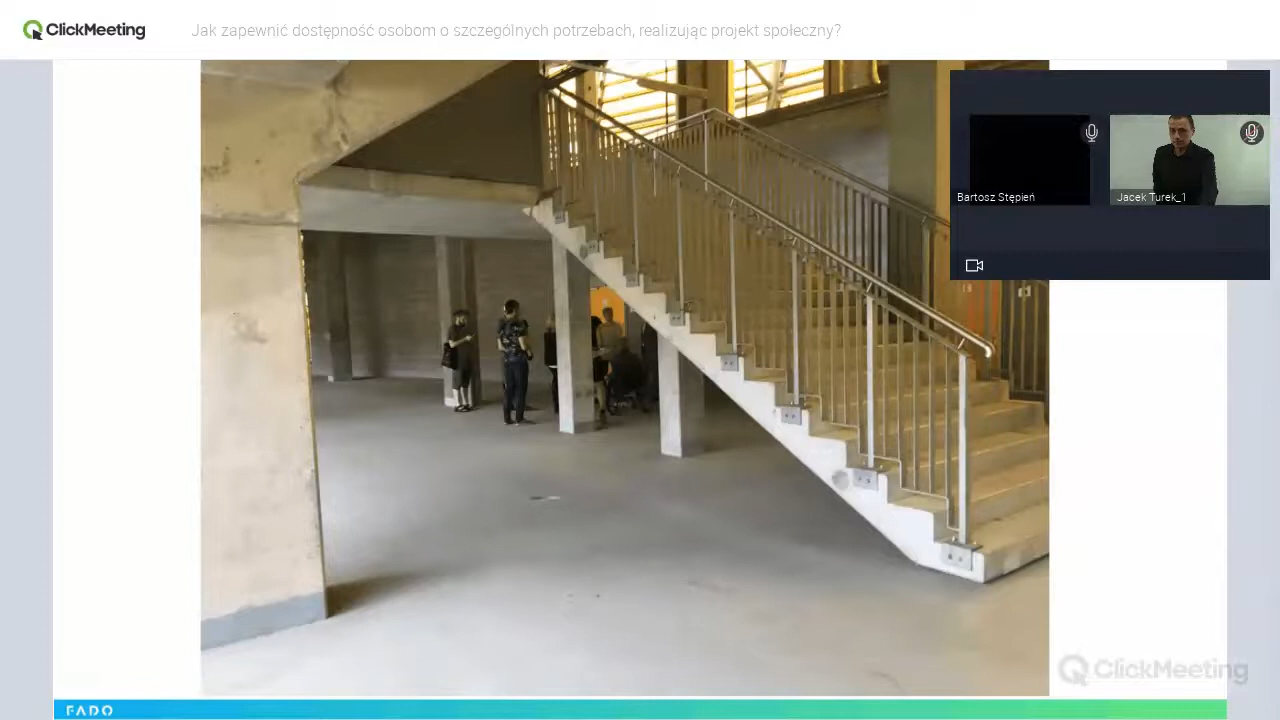 ClickMeeting
Jak zapewnić dostępność osobom o szczególnych potrzebach, realizując projekt społeczny?
Bartosz Stępień
Jacek Turek_1
ClickMeeting
FADO